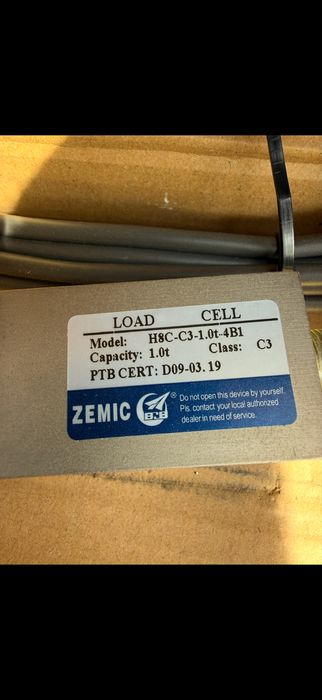 LOAD CELL
Model: H8C-C3-1.0t-4B1
Capacity: 1.0t Class: C3
PTB CERT: D09-03.19
ZEMIC ®
BNB
Do not open this device by yourself.
Pls. contact your local authorized
dealer in need of service.